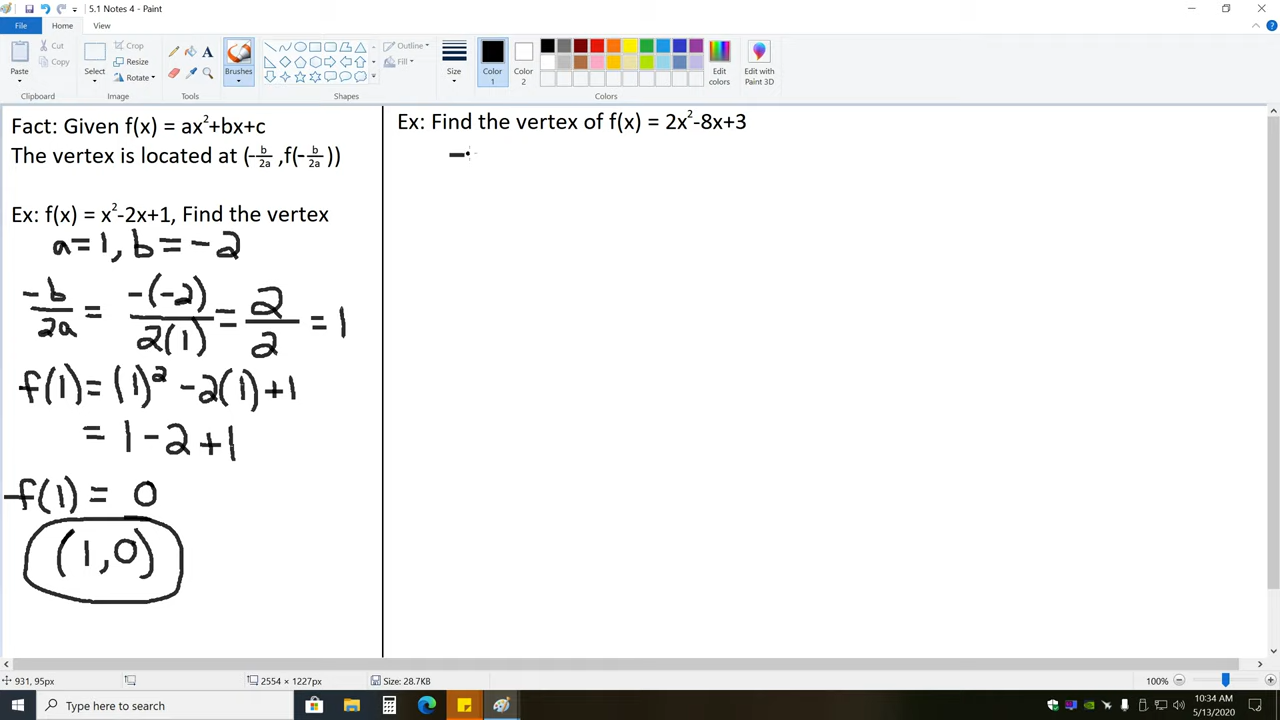 5.1 Notes 4 - Paint
File Home View
Paste Cut Copy Select Crop Resize Rotate Brushes Outline Fill Size Color 1 Color 2 Edit colors Edit with Paint 3D
Clipboard Image Tools Shapes Colors
Fact: Given f(x) = ax²+bx+c
The vertex is located at (-b/2a ,f(-b/2a))
Ex: f(x) = x²-2x+1, Find the vertex
a=1, b=-2
-b/2a = -(-2)/2(1) = 2/2 = 1
f(1)=(1)² -2(1)+1
= 1-2+1
f(1)= 0
(1,0)
Ex: Find the vertex of f(x) = 2x²-8x+3
931, 95px 2554 × 1227px Size: 28.7KB 100%
Type here to search 10:34 AM
5/13/2020